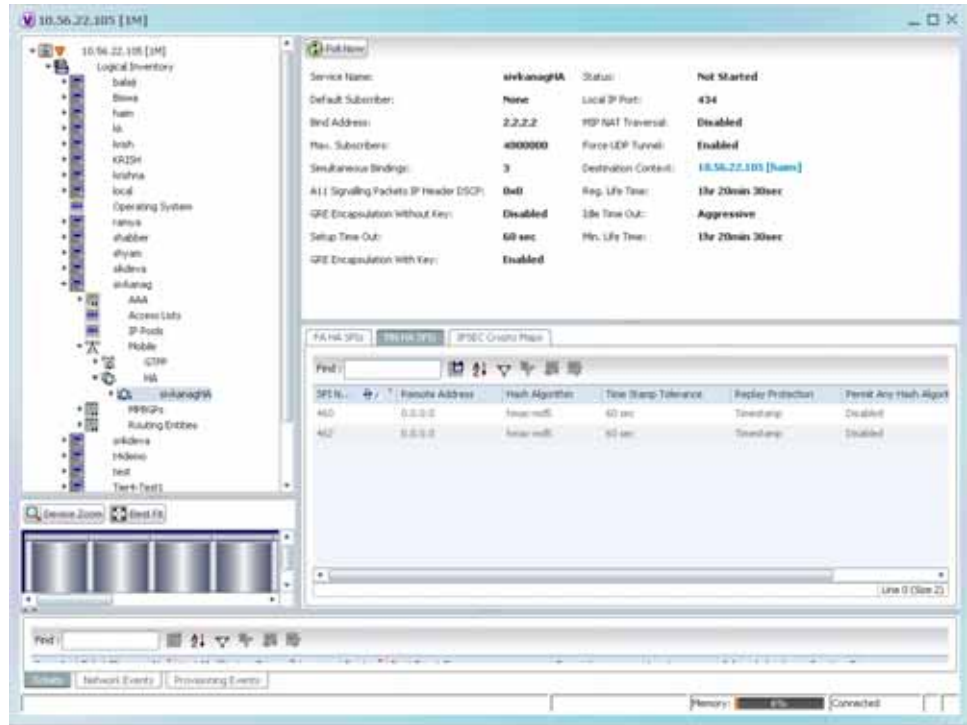 10.56.22.105 [1M]
10.56.22.105 [1M]
Logical Inventory
balaji
Biswa
haim
kk
krish
KRISH
krishna
local
Operating System
ramya
shabber
shyam
sivkanag
AAA
Access Lists
IP Pools
Mobile
GTPP
HA
sivkanagHA
MPBGPs
Routing Entities
test
Tier4-Test1
Device Zoom Best Fit
Poll Now
Service Name: sivkanagHA Status: Not Started
Default Subscriber: None Local IP Port: 434
Bind Address: 2.2.2.2 MIP NAT Traversal: Disabled
Max. Subscribers: 4000000 Force UDP Tunnel: Enabled
Simultaneous Bindings: 3 Destination Context: 10.56.22.105 [haim]
A11 Signalling Packets IP Header DSCP: 0x0 Reg. Life Time: 1hr 20min 30sec
GRE Encapsulation Without Key: Disabled Idle Time Out: Aggressive
Setup Time Out: 60 sec Min. Life Time: 1hr 20min 30sec
GRE Encapsulation With Key: Enabled
FA HA SPIs MN HA SPIs IPSEC Crypto Maps
Find :
SPI N... Remote Address Hash Algorithm Time Stamp Tolerance Replay Protection Permit Any Hash Algorit
460 0.0.0.0 hmac-md5 60 sec Timestamp Disabled
462 0.0.0.0 hmac-md5 60 sec Timestamp Disabled
Line 0 (Size 2)
Find :
Tickets Network Events Provisioning Events
Memory: 6% Connected